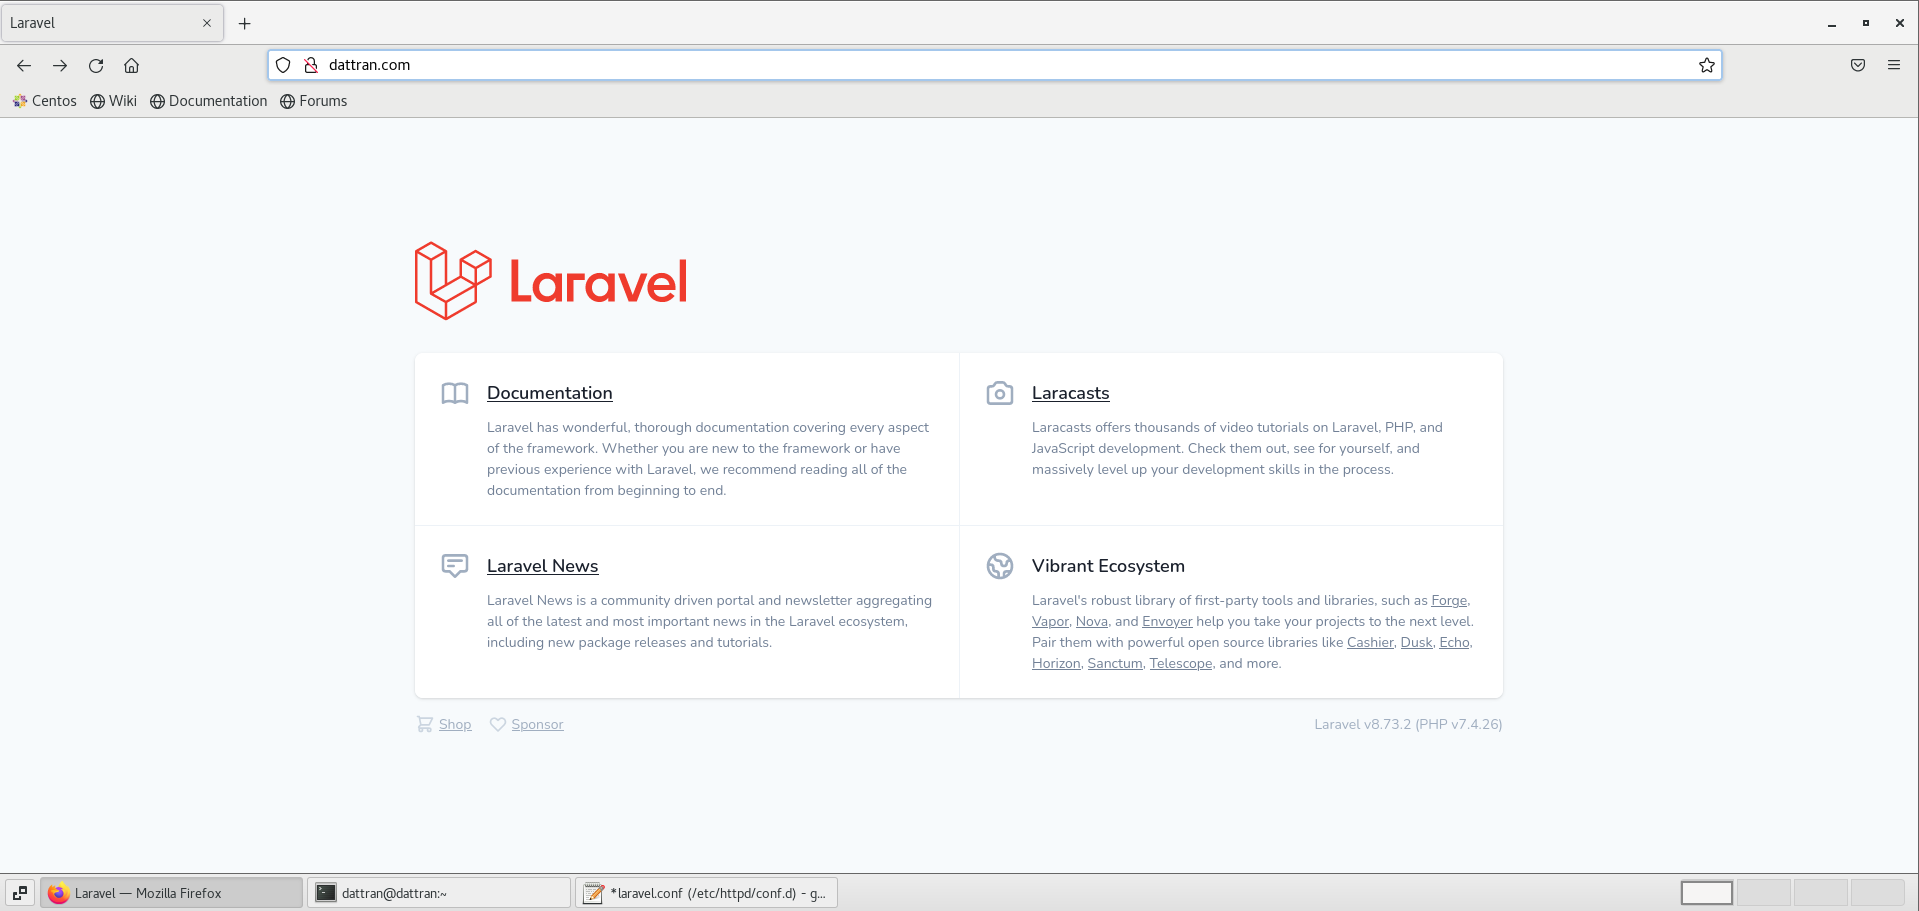 Laravel
dattran.com
Centos Wiki Documentation Forums
Laravel
Documentation
Laravel has wonderful, thorough documentation covering every aspect
of the framework. Whether you are new to the framework or have
previous experience with Laravel, we recommend reading all of the
documentation from beginning to end.
Laracasts
Laracasts offers thousands of video tutorials on Laravel, PHP, and
JavaScript development. Check them out, see for yourself, and
massively level up your development skills in the process.
Laravel News
Laravel News is a community driven portal and newsletter aggregating
all of the latest and most important news in the Laravel ecosystem,
including new package releases and tutorials.
Vibrant Ecosystem
Laravel's robust library of first-party tools and libraries, such as Forge,
Vapor, Nova, and Envoyer help you take your projects to the next level.
Pair them with powerful open source libraries like Cashier, Dusk, Echo,
Horizon, Sanctum, Telescope, and more.
Shop Sponsor Laravel v8.73.2 (PHP v7.4.26)
Laravel — Mozilla Firefox dattran@dattran:~ *laravel.conf (/etc/httpd/conf.d) - g...